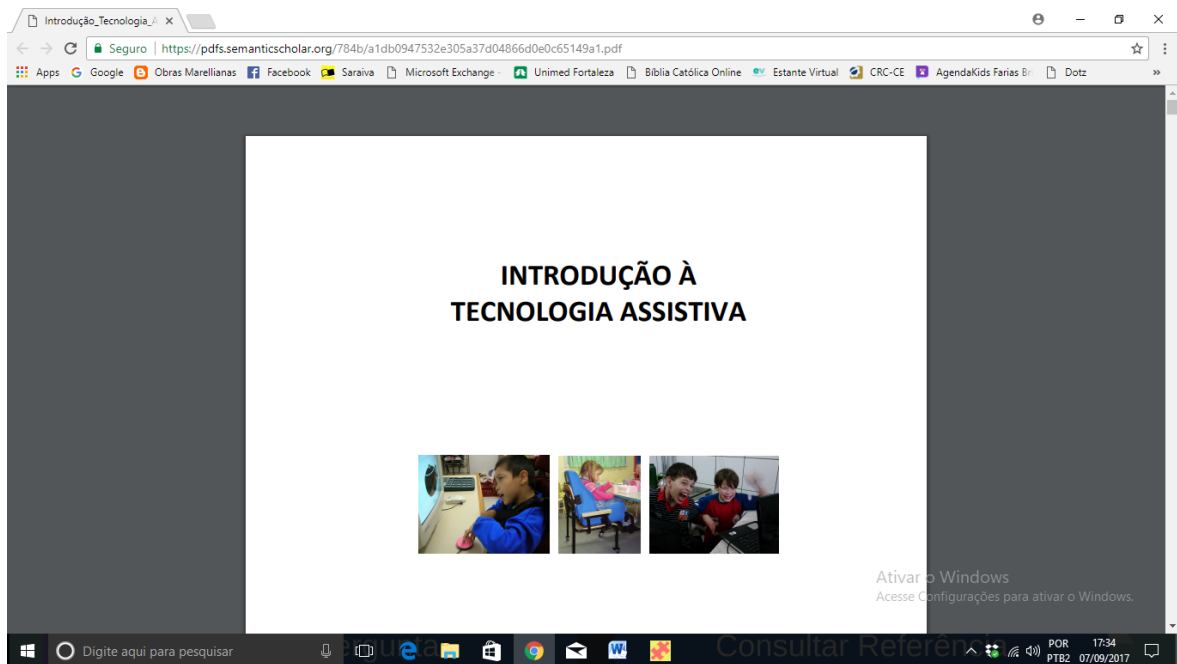 Introdução_Tecnologia_A
Seguro | https://pdfs.semanticscholar.org/784b/a1db0947532e305a37d04866d0e0c65149a1.pdf
Apps Google Obras Marellianas Facebook Saraiva Microsoft Exchange - Unimed Fortaleza Bíblia Católica Online Estante Virtual CRC-CE AgendaKids Farias Bri Dotz »
INTRODUÇÃO À
TECNOLOGIA ASSISTIVA
Ativar o Windows
Acesse Configurações para ativar o Windows.
Digite aqui para pesquisar
Consultar Referência
POR 17:34
PTB2 07/09/2017